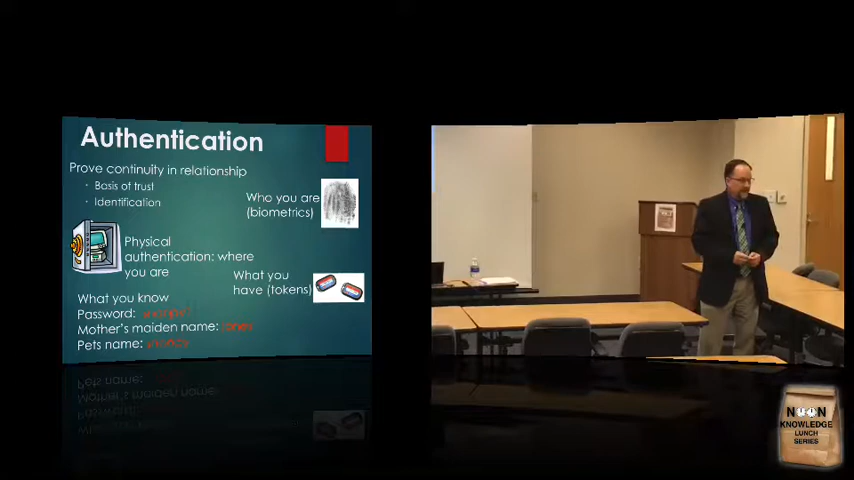 Authentication
Prove continuity in relationship
· Basis of trust
· Identification
Who you are
(biometrics)
Physical
authentication: where
you are
What you
have (tokens)
What you know
Password:
Mother's maiden name: jones
Pets name:
NOON
KNOWLEDGE
LUNCH
SERIES